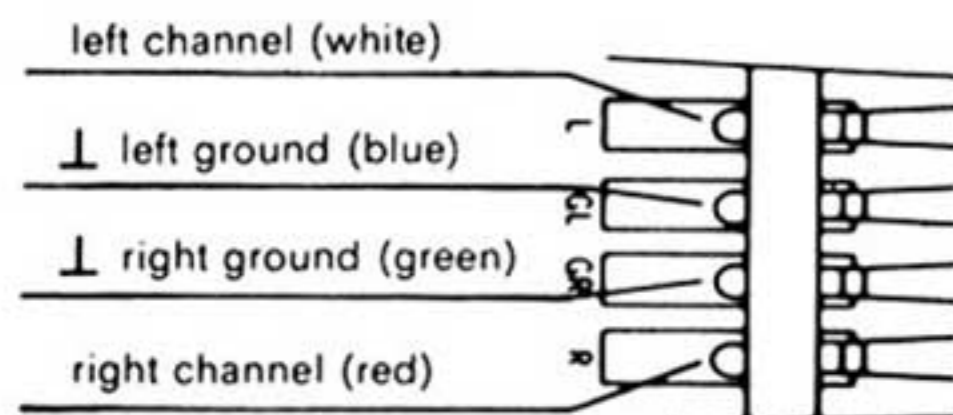 left channel (white)
L
⊥ left ground (blue)
GL
⊥ right ground (green)
GR
right channel (red)
R